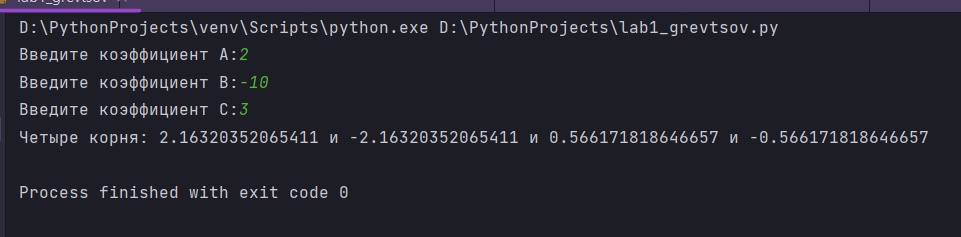 lab1_grevtsov
D:\PythonProjects\venv\Scripts\python.exe D:\PythonProjects\lab1_grevtsov.py
Введите коэффициент A:2
Введите коэффициент B:-10
Введите коэффициент C:3
Четыре корня: 2.16320352065411 и -2.16320352065411 и 0.566171818646657 и -0.566171818646657
Process finished with exit code 0